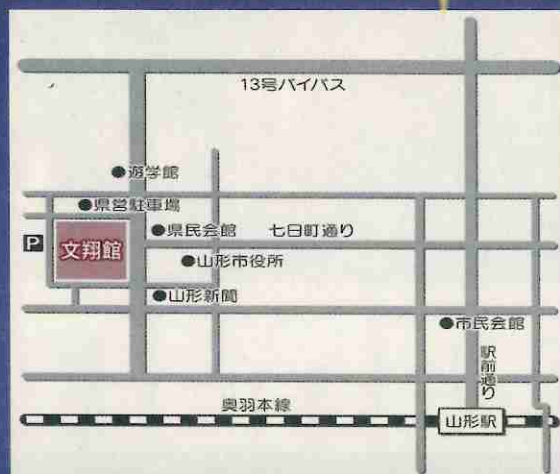 13号バイパス
●遊学館
●県営駐車場
●県民会館 七日町通り
P
文翔館
●山形市役所
●山形新聞
●市民会館
駅前通り
奥羽本線
山形駅